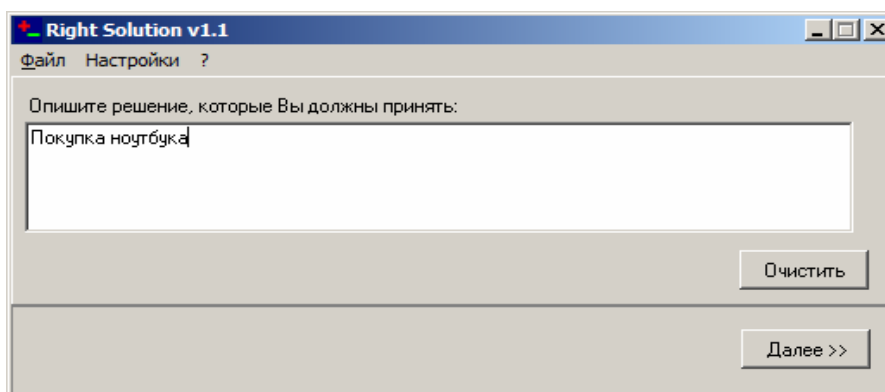 Right Solution v1.1
Файл Настройки ?
Опишите решение, которые Вы должны принять:
Покупка ноутбука
Очистить
Далее >>